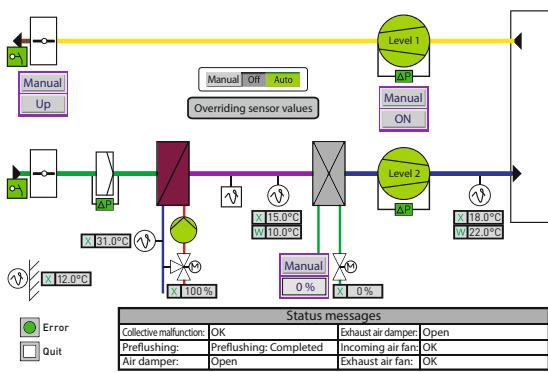 Level 1
Manual Off Auto
ΔP
Manual
Up
Manual
ON
Overriding sensor values
Level 2
ΔP
ΔP
ϑ
ϑ
ϑ
X 15.0°C
W 10.0°C
X 18.0°C
W 22.0°C
X 31.0°C
ϑ
M
M
Manual
0 %
ϑ
X 12.0°C
X 100 %
X 0 %
Status messages
Collective malfunction: OK Exhaust air damper: Open
Preflushing: Preflushing: Completed Incoming air fan: OK
Air damper: Open Exhaust air fan: OK
Error
Quit